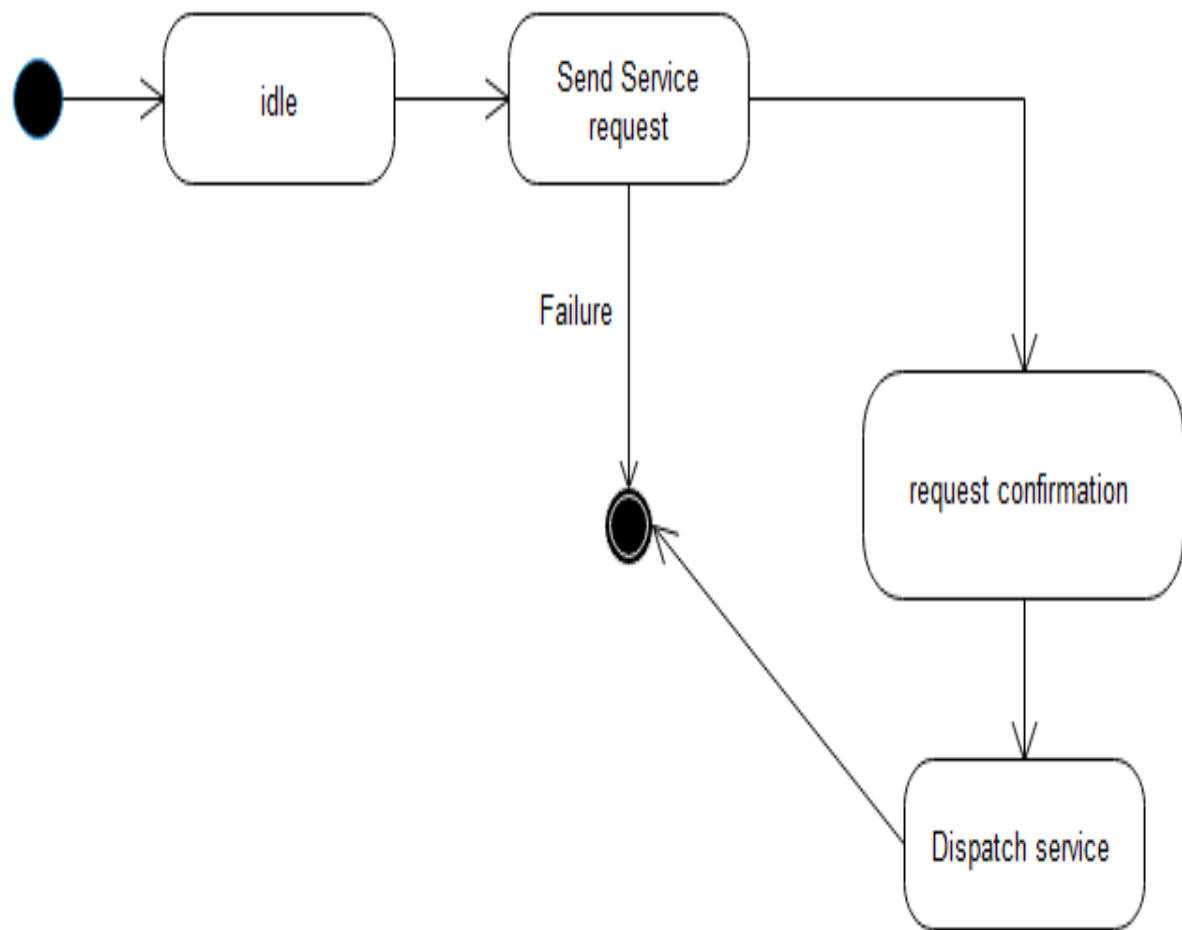 idle
Send Service
request
Failure
request confirmation
Dispatch service